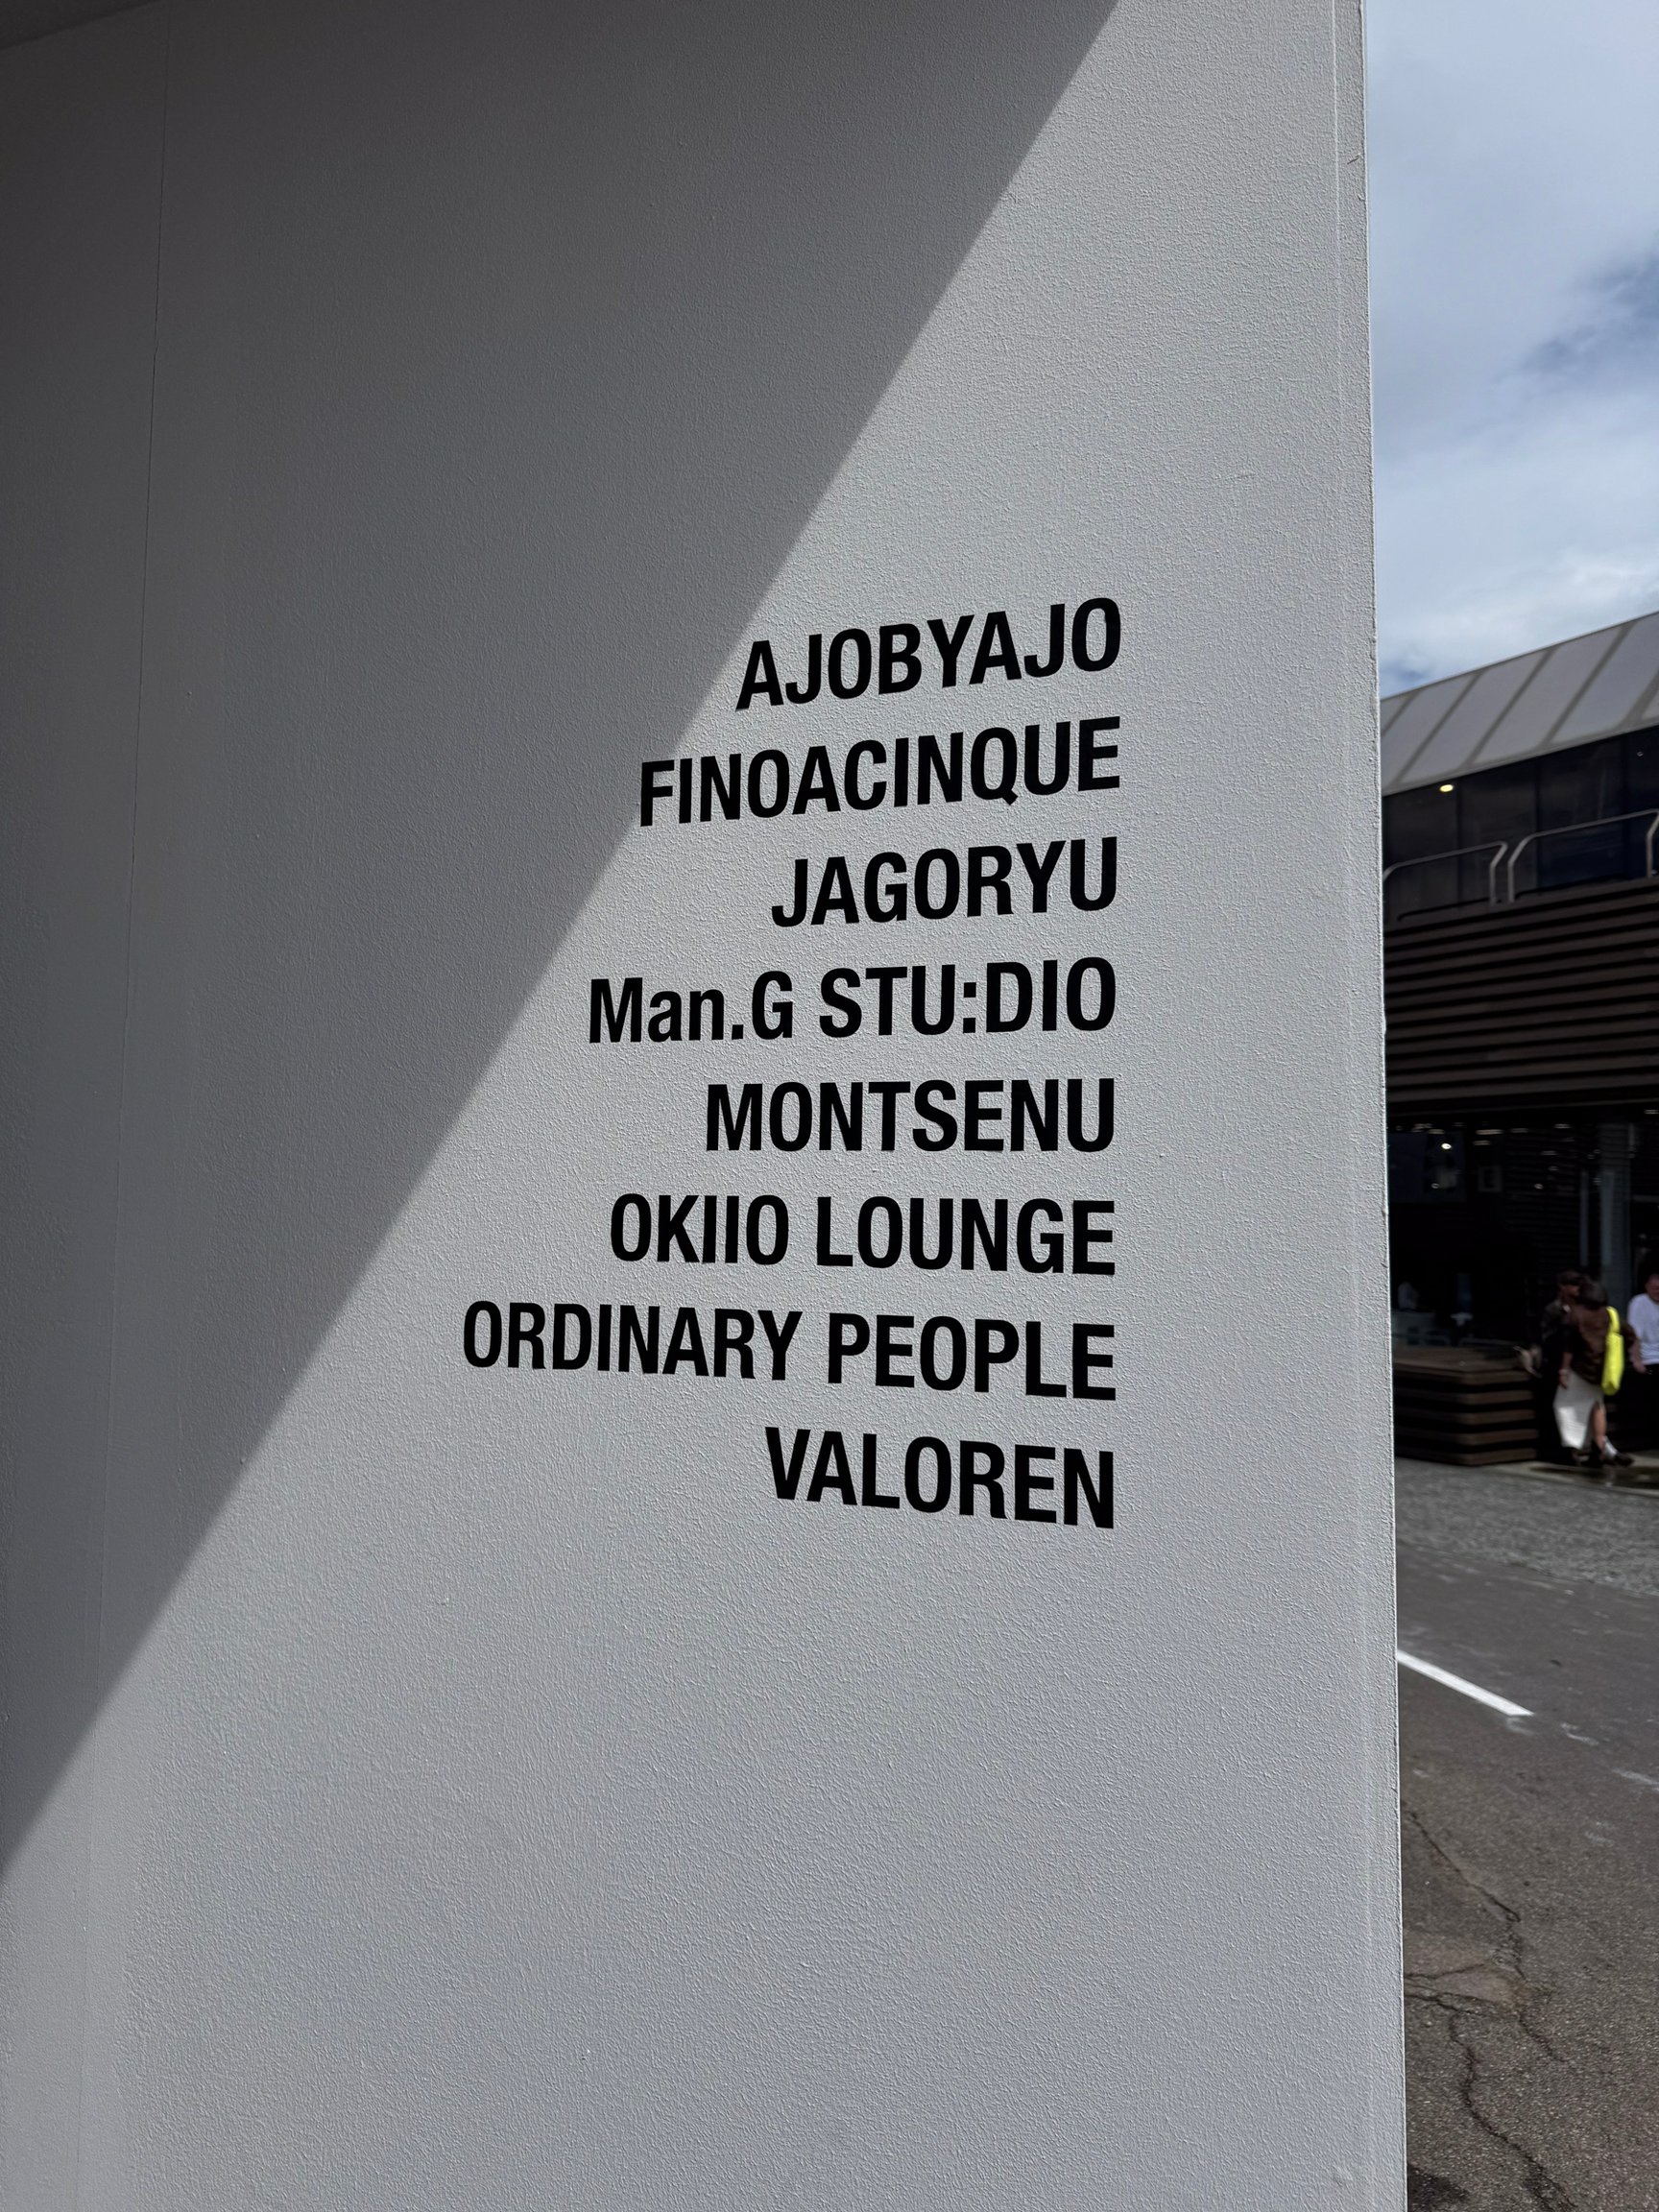 AJOBYAJO
FINOACINQUE
JAGORYU
Man.G STU:DIO
MONTSENU
OKIIO LOUNGE
ORDINARY PEOPLE
VALOREN